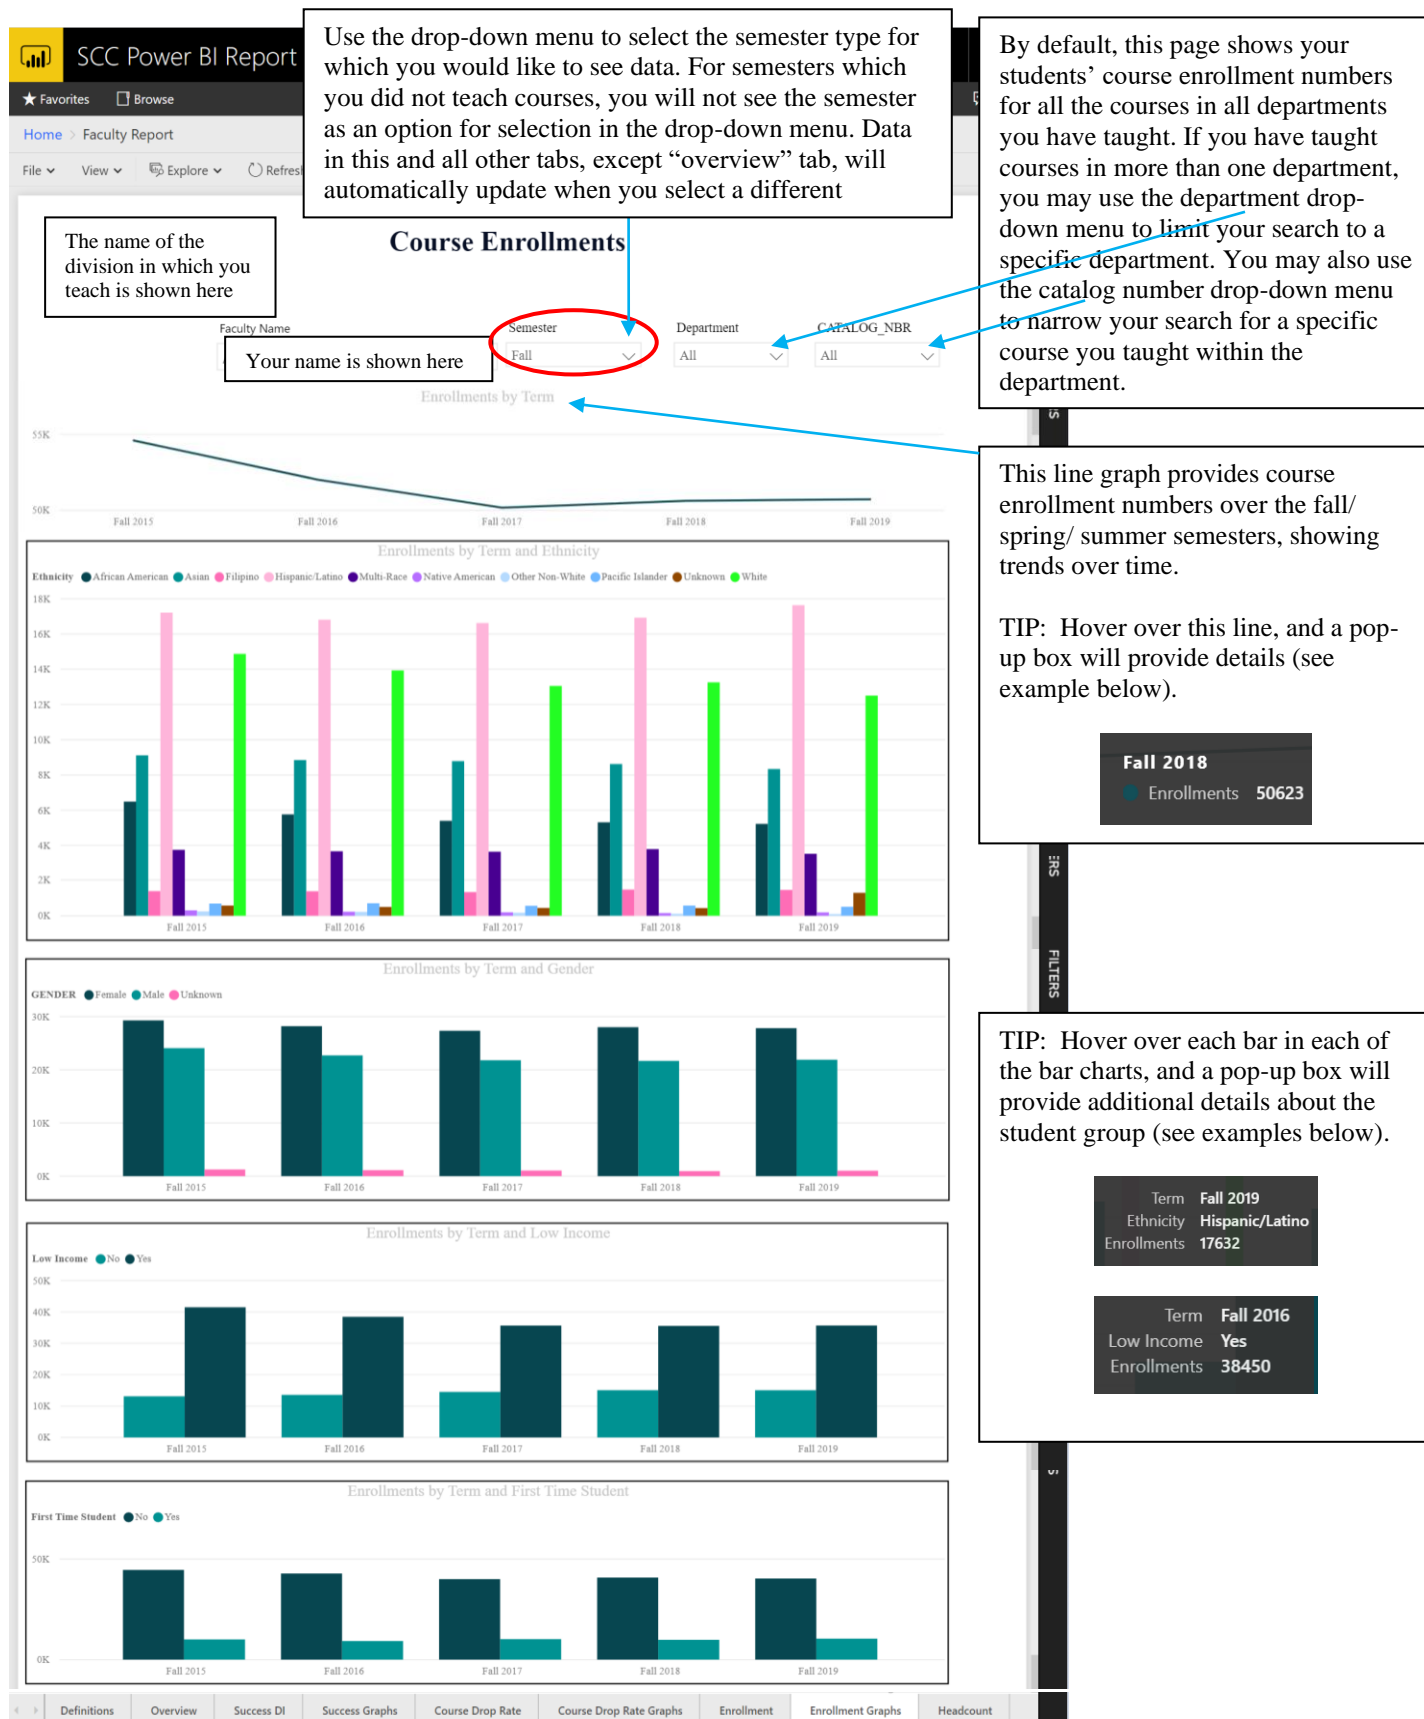 SCC Power BI Report
Favorites
Browse
Home > Faculty Report
File
View
Explore
Refresh
Use the drop-down menu to select the semester type for
which you would like to see data. For semesters which
you did not teach courses, you will not see the semester
as an option for selection in the drop-down menu. Data
in this and all other tabs, except “overview” tab, will
automatically update when you select a different
By default, this page shows your
students’ course enrollment numbers
for all the courses in all departments
you have taught. If you have taught
courses in more than one department,
you may use the department drop-
down menu to limit your search to a
specific department. You may also use
the catalog number drop-down menu
to narrow your search for a specific
course you taught within the
department.
The name of the
division in which you
teach is shown here
Course Enrollments
Faculty Name
Your name is shown here
Semester
Fall
Department
All
CATALOG_NBR
All
Enrollments by Term
55K
50K
Fall 2015 Fall 2016 Fall 2017 Fall 2018 Fall 2019
This line graph provides course
enrollment numbers over the fall/
spring/ summer semesters, showing
trends over time.
TIP: Hover over this line, and a pop-
up box will provide details (see
example below).
Fall 2018
Enrollments 50623
Enrollments by Term and Ethnicity
Ethnicity African American Asian Filipino Hispanic/Latino Multi-Race Native American Other Non-White Pacific Islander Unknown White
18K
16K
14K
12K
10K
8K
6K
4K
2K
0K
Fall 2015 Fall 2016 Fall 2017 Fall 2018 Fall 2019
ERS
FILTERS
Enrollments by Term and Gender
GENDER Female Male Unknown
30K
20K
10K
0K
Fall 2015 Fall 2016 Fall 2017 Fall 2018 Fall 2019
TIP: Hover over each bar in each of
the bar charts, and a pop-up box will
provide additional details about the
student group (see examples below).
Term Fall 2019
Ethnicity Hispanic/Latino
Enrollments 17632
Term Fall 2016
Low Income Yes
Enrollments 38450
Enrollments by Term and Low Income
Low Income No Yes
50K
40K
30K
20K
10K
0K
Fall 2015 Fall 2016 Fall 2017 Fall 2018 Fall 2019
Enrollments by Term and First Time Student
First Time Student No Yes
50K
0K
Fall 2015 Fall 2016 Fall 2017 Fall 2018 Fall 2019
Definitions Overview Success DI Success Graphs Course Drop Rate Course Drop Rate Graphs Enrollment Enrollment Graphs Headcount